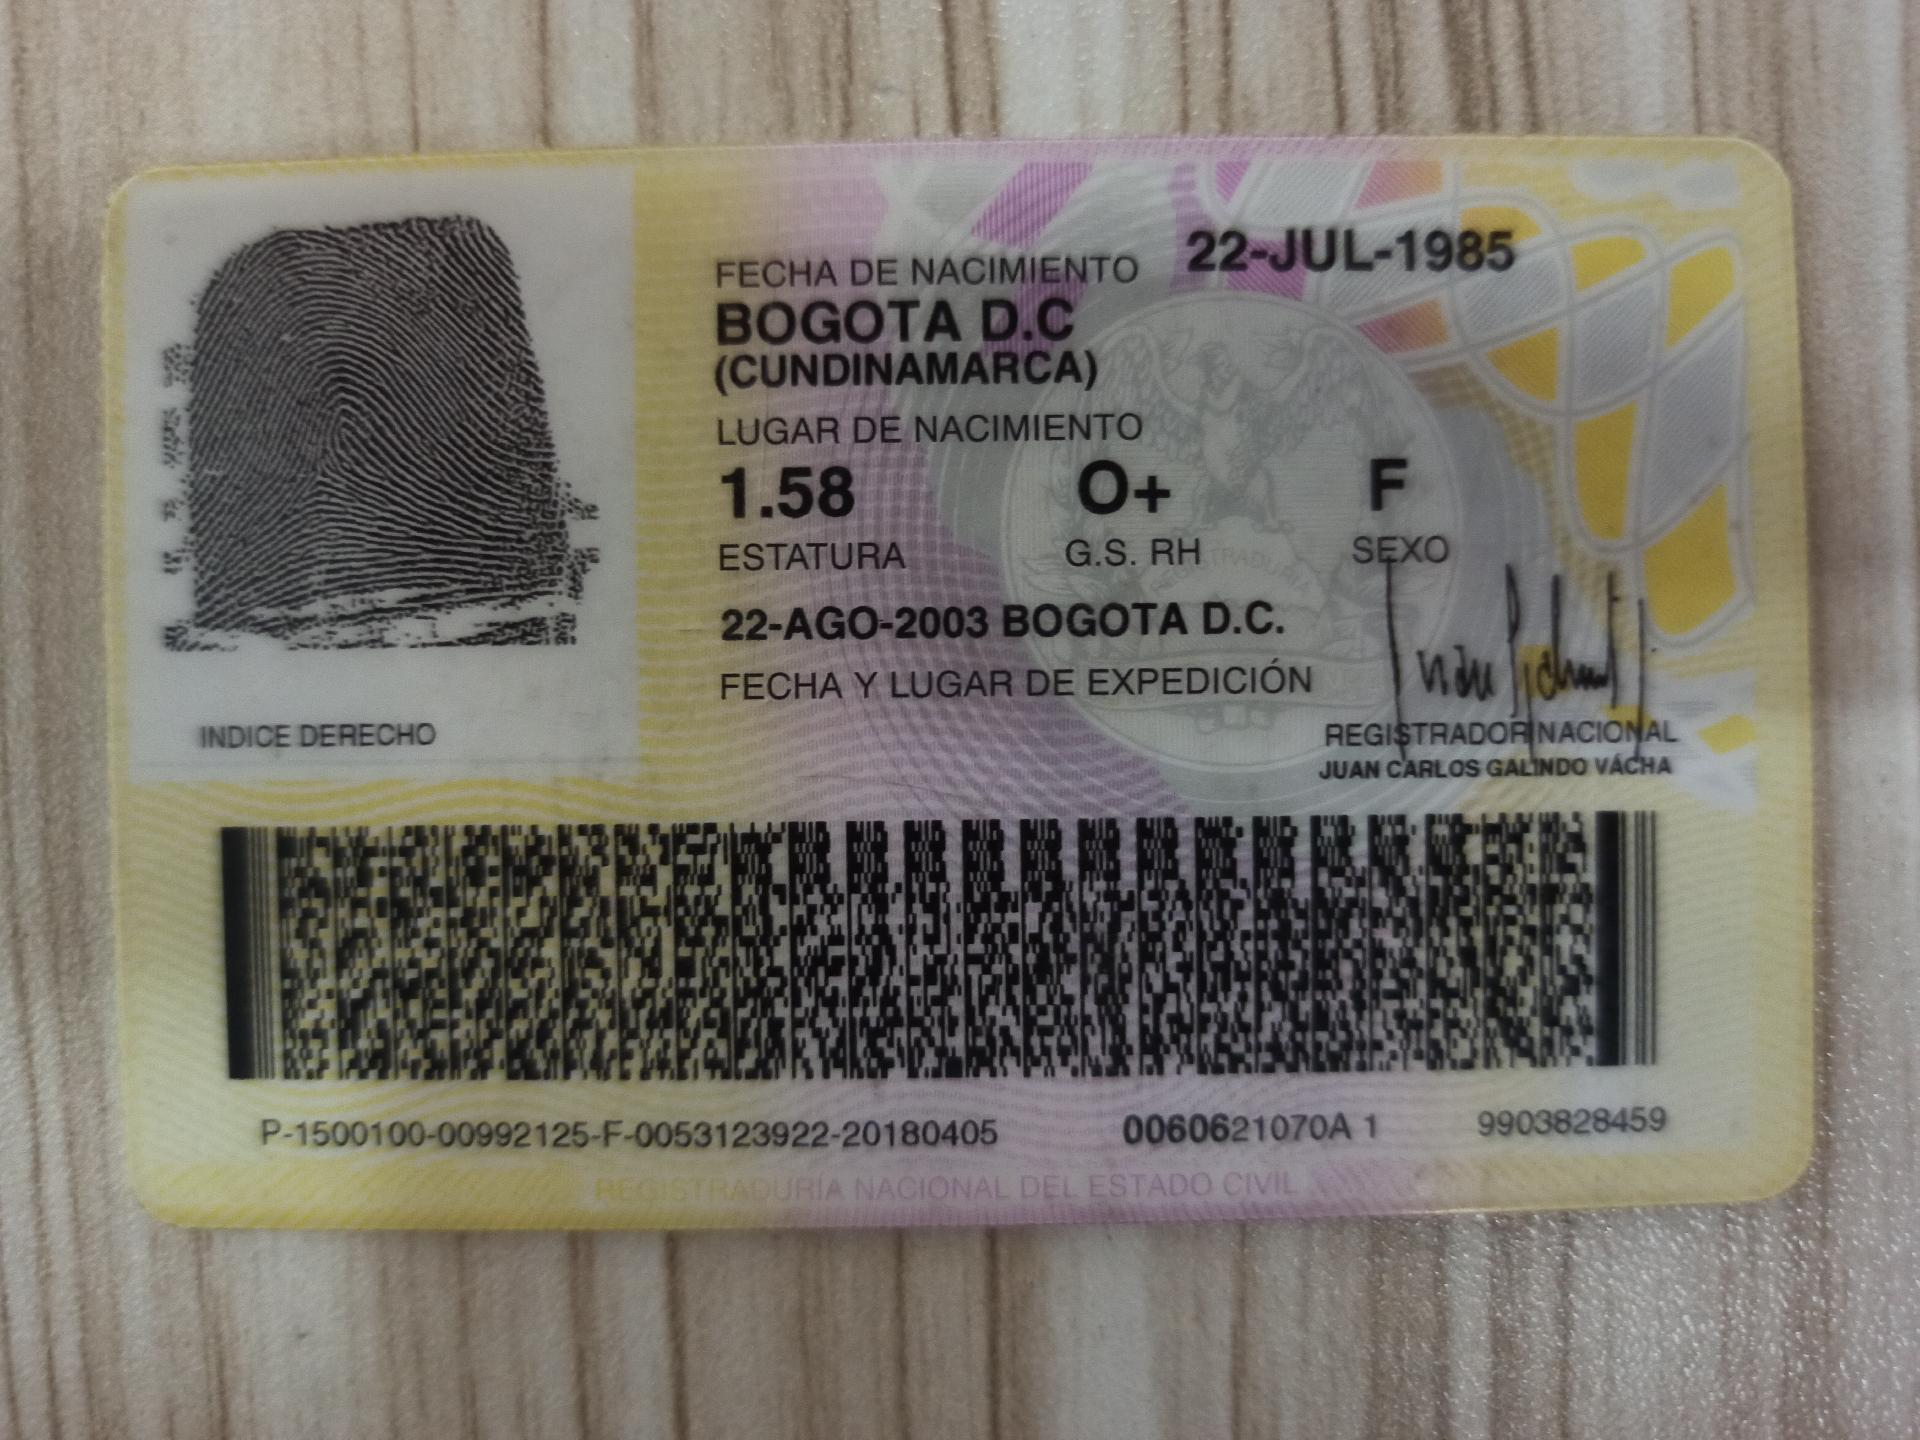 FECHA DE NACIMIENTO 22-JUL-1985
BOGOTA D.C
(CUNDINAMARCA)
LUGAR DE NACIMIENTO
1.58 O+ F
ESTATURA G.S. RH SEXO
22-AGO-2003 BOGOTA D.C.
FECHA Y LUGAR DE EXPEDICIÓN
INDICE DERECHO
REGISTRADOR NACIONAL
JUAN CARLOS GALINDO VÁCHA
P-1500100-00992125-F-0053123922-20180405 0060621070A 1 9903828459
REGISTRADURÍA NACIONAL DEL ESTADO CIVIL